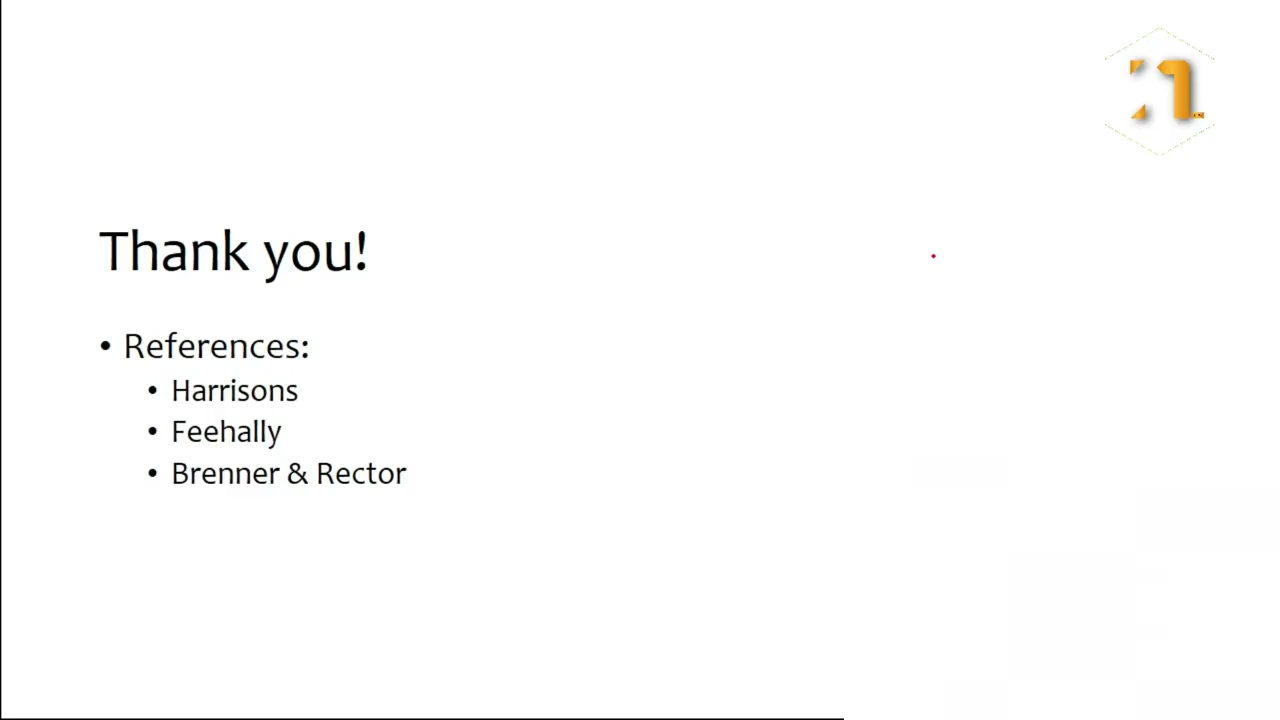 Thank you!
• References:
• Harrisons
• Feehally
• Brenner & Rector